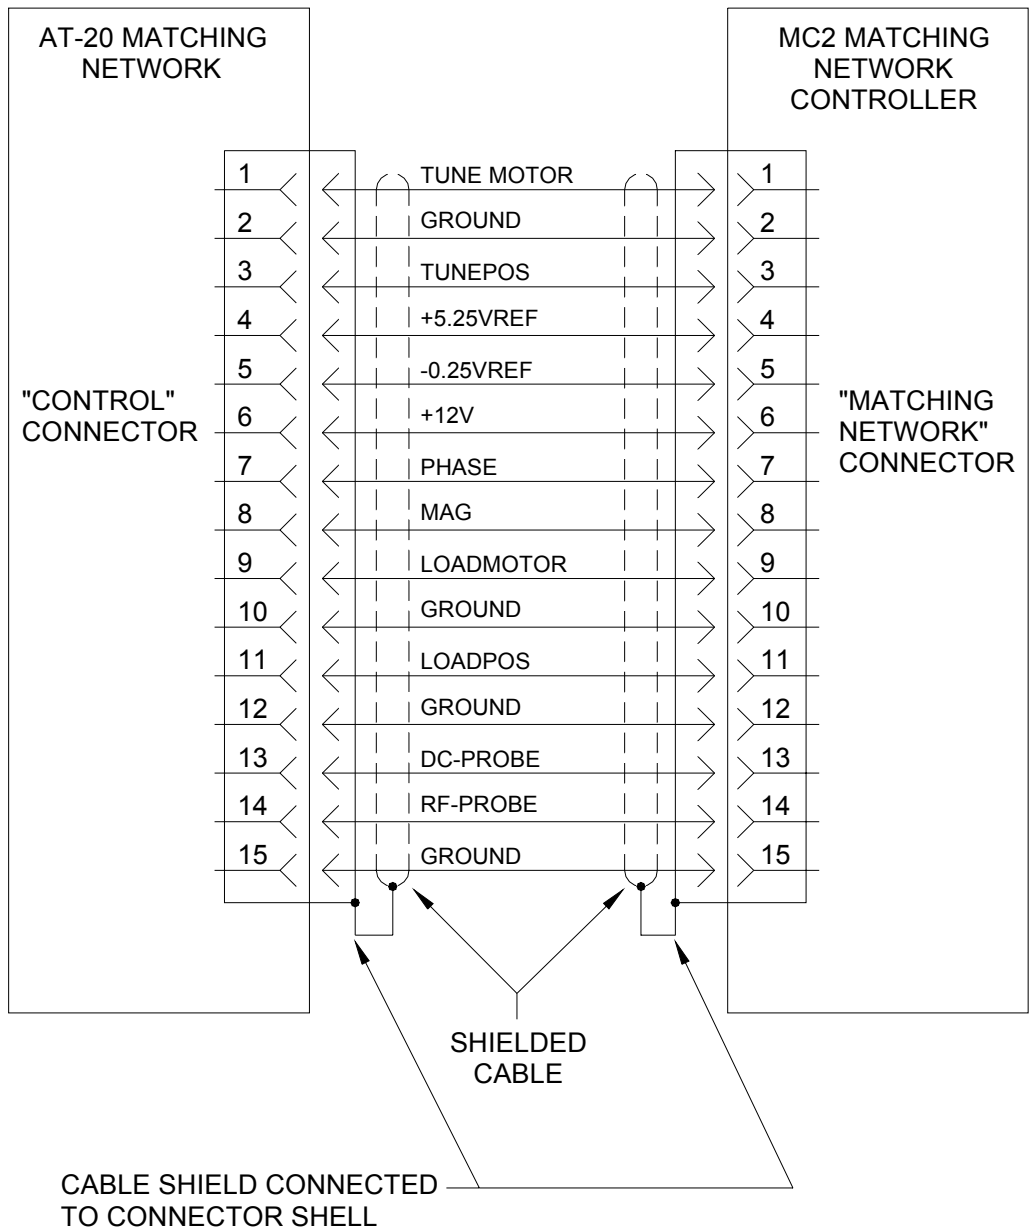 AT-20 MATCHING
NETWORK
MC2 MATCHING
NETWORK
CONTROLLER
1 TUNE MOTOR 1
2 GROUND 2
3 TUNEPOS 3
4 +5.25VREF 4
5 -0.25VREF 5
"CONTROL"
CONNECTOR
6 +12V 6
"MATCHING
NETWORK"
CONNECTOR
7 PHASE 7
8 MAG 8
9 LOADMOTOR 9
10 GROUND 10
11 LOADPOS 11
12 GROUND 12
13 DC-PROBE 13
14 RF-PROBE 14
15 GROUND 15
SHIELDED
CABLE
CABLE SHIELD CONNECTED
TO CONNECTOR SHELL